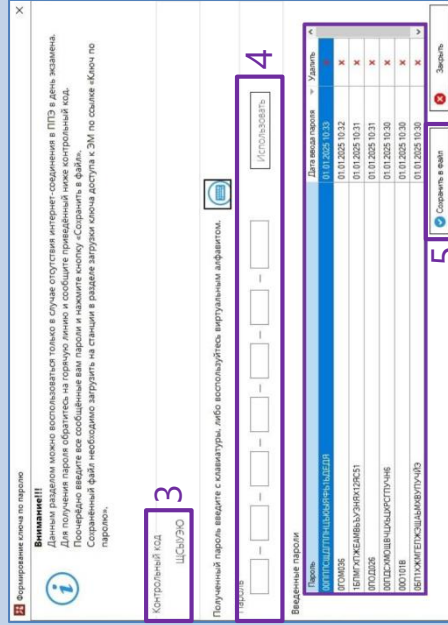 Формирование ключа по паролю
Внимание!!!
Данным разделом можно воспользоваться только в случае отсутствия интернет-соединения в ППЭ в день экзамена.
Для получения пароля обратитесь на горячую линию и сообщите приведённый ниже контрольный код.
Поочерёдно введите все сообщённые вам пароли и нажмите кнопку «Сохранить в файл».
Сохранённый файл необходимо загрузить на станции в разделе загрузки ключа доступа к ЭМ по ссылке «Ключ по
паролю».
Контрольный код
3
ЩСЫУЭЮ
Полученный пароль введите с клавиатуры, либо воспользуйтесь виртуальным алфавитом.
Пароль
4
Использовать
Введенные пароли
Пароль Дата ввода пароля Удалить
01.01.2025 10:33
0ГОМ036 01.01.2025 10:32
01.01.2025 10:31
0ПОД026 01.01.2025 10:31
01.01.2025 10:30
00О101В 01.01.2025 10:30
01.01.2025 10:30
5
Сохранить в файл
Закрыть